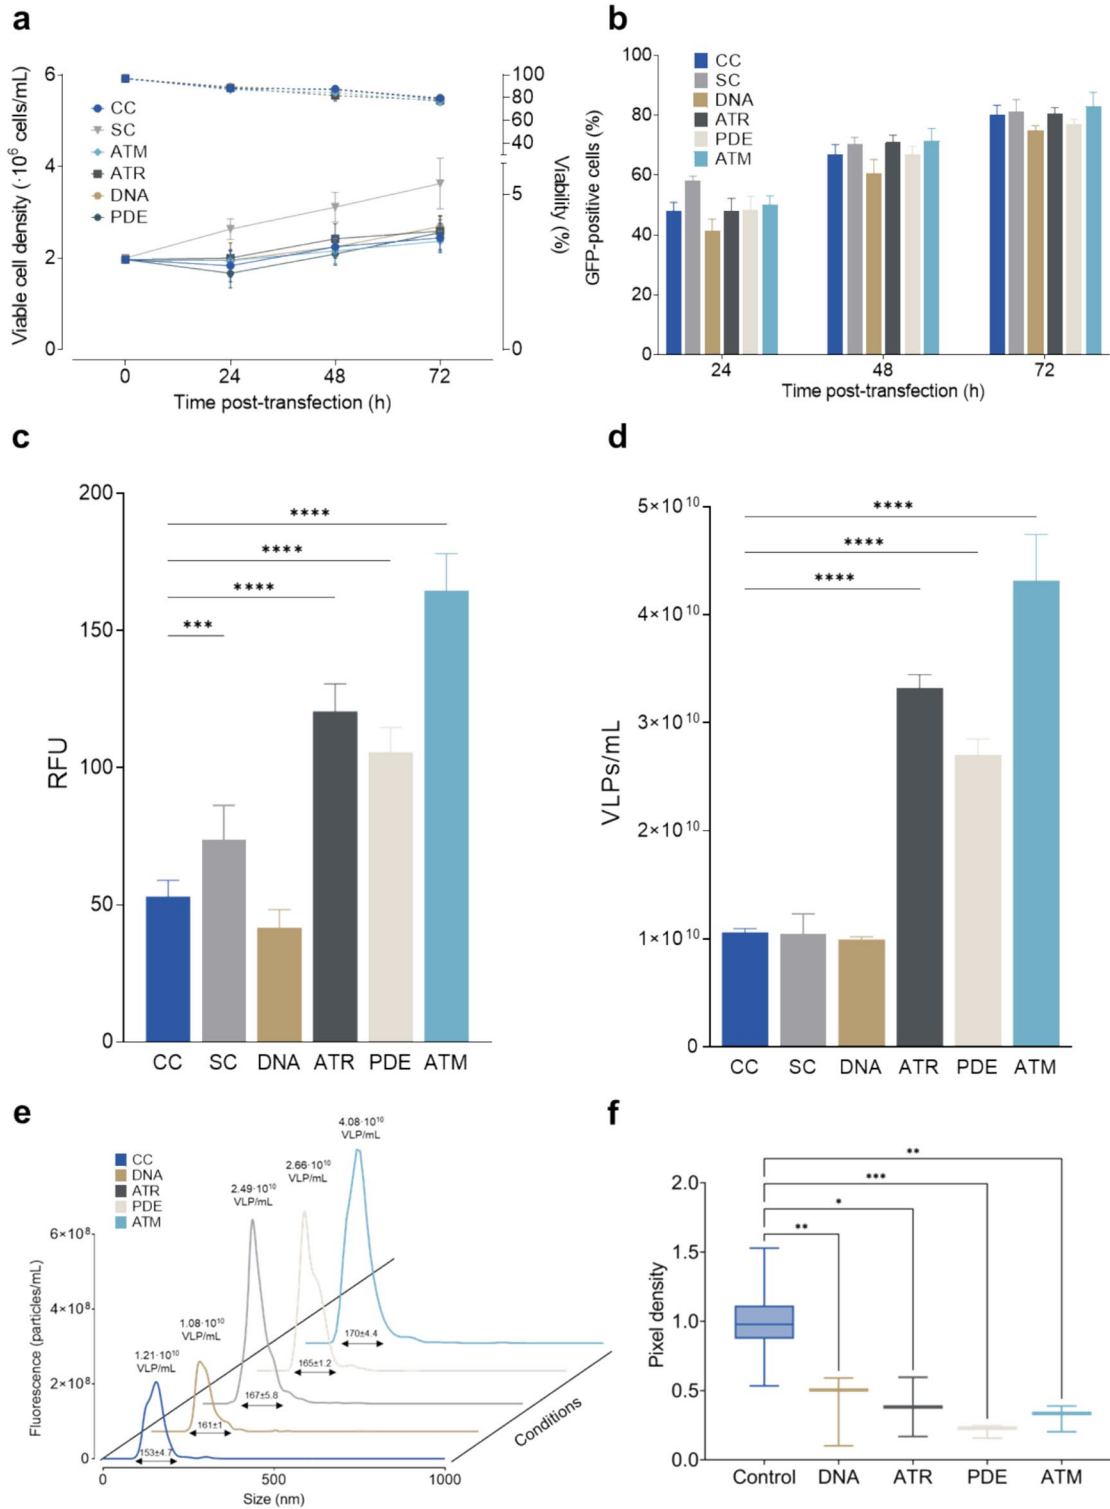 a
6
4
2
0
Viable cell density (·10⁶ cells/mL)
CC
SC
ATM
ATR
DNA
PDE
100
80
60
40
5
0
Viability (%)
0 24 48 72
Time post-transfection (h)
b
100
80
60
40
20
0
GFP-positive cells (%)
CC
SC
DNA
ATR
PDE
ATM
24 48 72
Time post-transfection (h)
c
200
150
100
50
0
RFU
****
****
****
***
CC SC DNA ATR PDE ATM
d
5×10¹⁰
4×10¹⁰
3×10¹⁰
2×10¹⁰
1×10¹⁰
0
VLPs/mL
****
****
****
CC SC DNA ATR PDE ATM
e
CC
DNA
ATR
PDE
ATM
6×10⁸
4×10⁸
2×10⁸
0
Fluorescence (particles/mL)
4.08·10¹⁰
VLP/mL
2.66·10¹⁰
VLP/mL
2.49·10¹⁰
VLP/mL
1.08·10¹⁰
VLP/mL
1.21·10¹⁰
VLP/mL
170±4.4
165±1.2
167±5.8
161±1
153±4.7
Conditions
0 500 1000
Size (nm)
f
2.0
1.5
1.0
0.5
0.0
Pixel density
**
***
*
**
Control DNA ATR PDE ATM